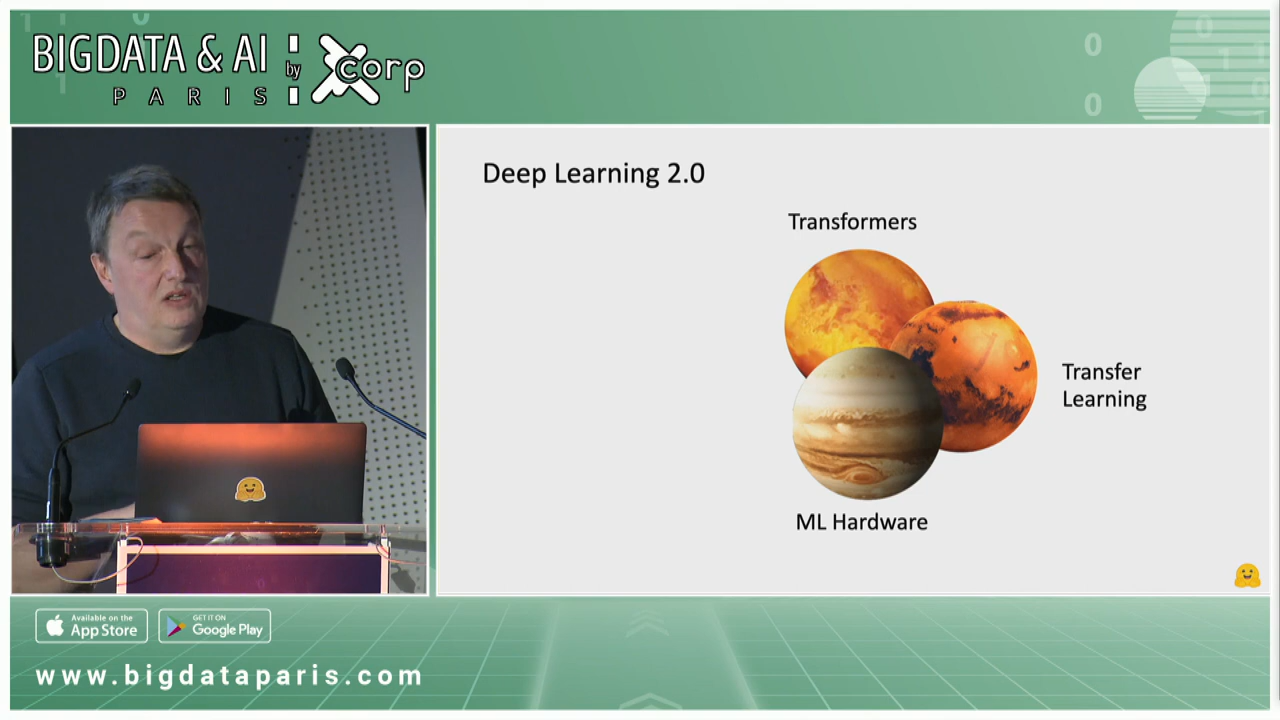 BIGDATA & AI
by
corp
PARIS
Deep Learning 2.0
Transformers
Transfer
Learning
ML Hardware
Available on the
App Store
GET IT ON
Google Play
www.bigdataparis.com